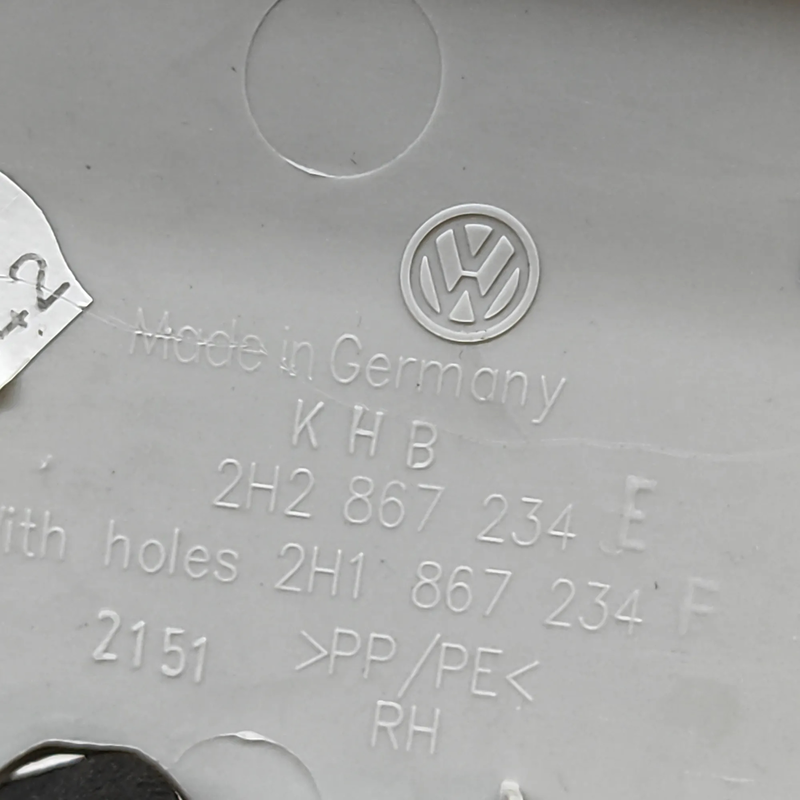 Made in Germany
K H B
2H2 867 234 E
With holes 2H1 867 234 F
2151 >PP/PE<
RH